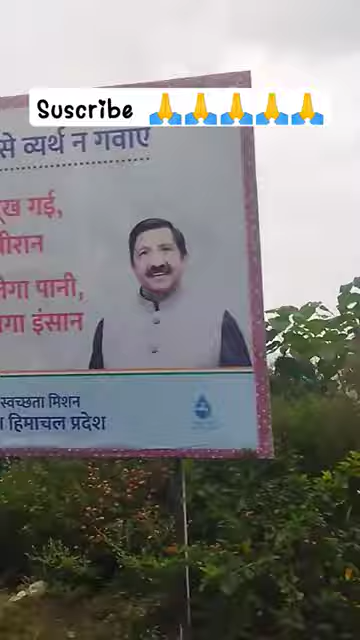 Suscribe 🙏🙏🙏🙏🙏
से व्यर्थ न गवाएं
गई,
वीरान
पानी,
इंसान
स्वच्छता मिशन
हिमाचल प्रदेश